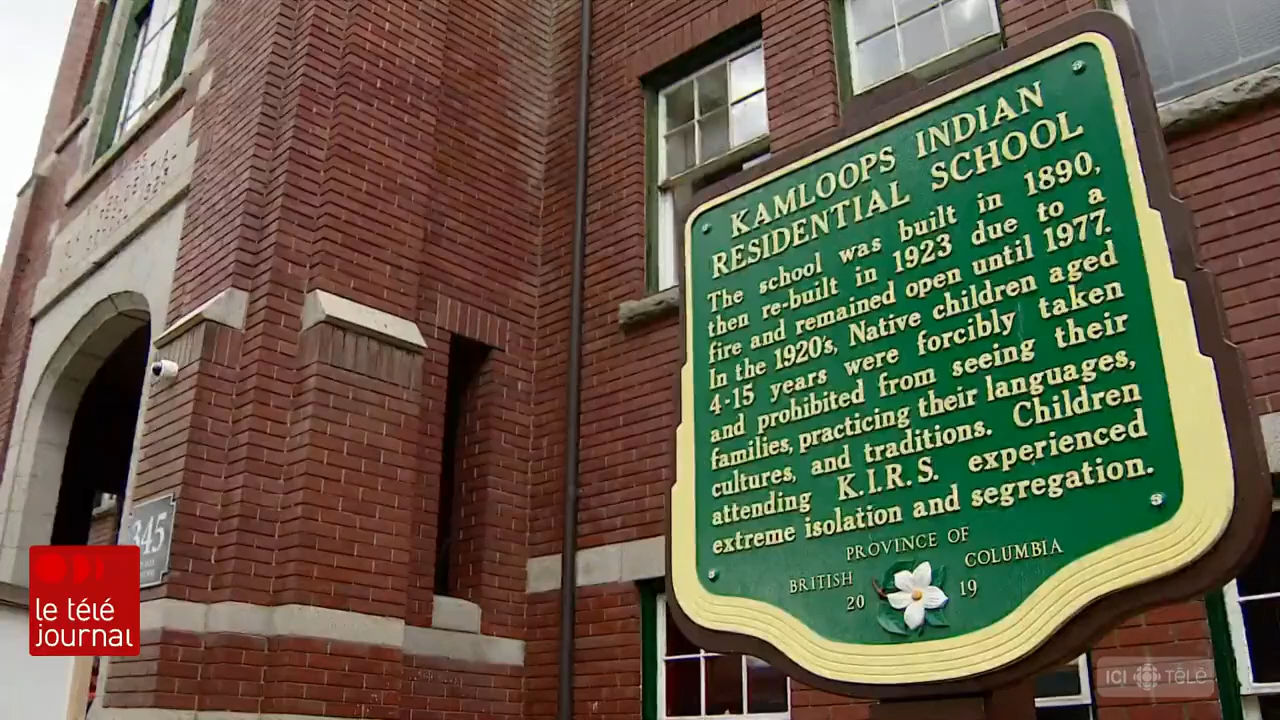 KAMLOOPS INDIAN
RESIDENTIAL SCHOOL
The school was built in 1890,
then re-built in 1923 due to a
fire and remained open until 1977.
In the 1920's, Native children aged
4-15 years were forcibly taken
and prohibited from seeing their
families, practicing their languages,
cultures, and traditions. Children
attending K.I.R.S. experienced
extreme isolation and segregation.
PROVINCE OF
BRITISH COLUMBIA
20 19
345
le télé
journal
ICI TÉLÉ